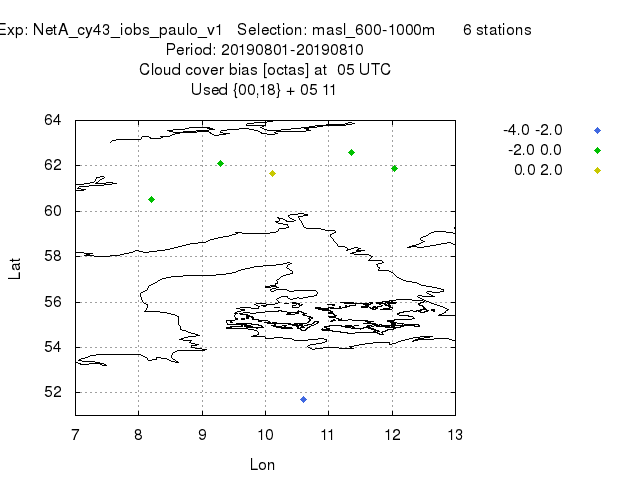 Exp: NetA_cy43_iobs_paulo_v1 Selection: masl_600-1000m 6 stations
Period: 20190801-20190810
Cloud cover bias [octas] at 05 UTC
Used {00,18} + 05 11
-4.0 -2.0
-2.0 0.0
0.0 2.0
64
62
60
58
56
54
52
Lat
7 8 9 10 11 12 13
Lon